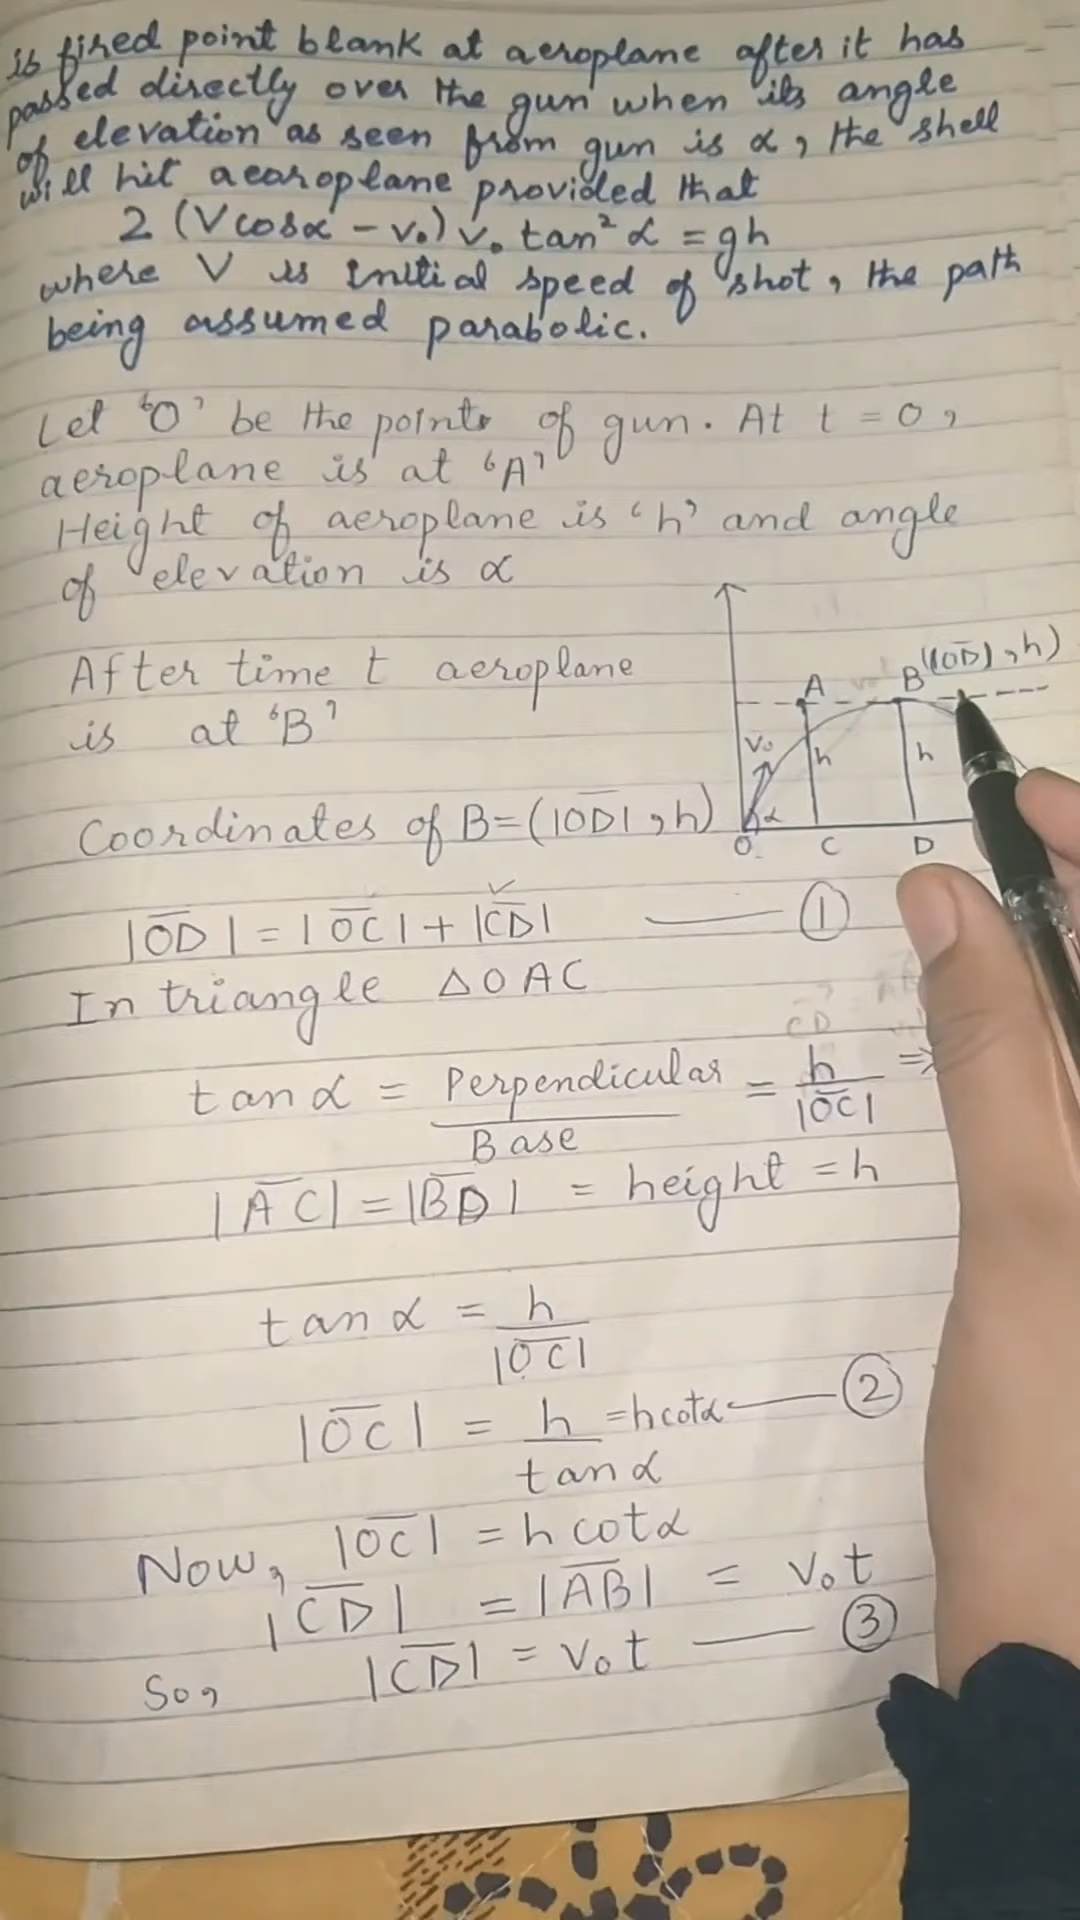 is fired point blank at aeroplane after it has
passed directly over the gun when its angle
of elevation as seen from gun is α, the shell
will hit aearoplane provided that
2 (Vcosα - v₀) v₀ tan² α = gh
where V is initial speed of shot, the path
being assumed parabolic.
Let 'O' be the point of gun. At t = 0,
aeroplane is at 'A'
Height of aeroplane is 'h' and angle
of elevation is α
After time t aeroplane
is at 'B'
A B(|OD|, h)
V₀ h h
α
O C D
Coordinates of B=(|OD|, h)
|OD| = |OC| + |CD| ——— ①
In triangle △OAC
tan α = Perpendicular/Base = h/|OC| ⇒
|AC| = |BD| = height = h
tan α = h/|OC|
|OC| = h/tan α = h cotα ——— ②
Now, |OC| = h cotα
|CD| = |AB| = v₀t
So, |CD| = v₀t ——— ③